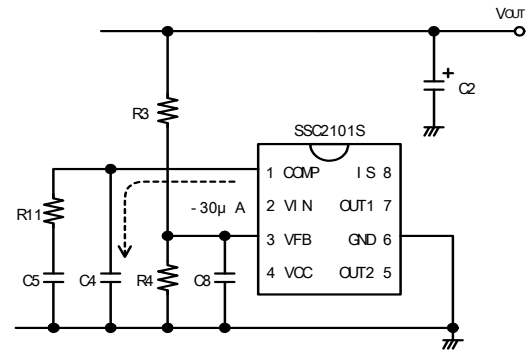 VOUT
C2
R3
SSC2101S
1 COMP IS 8
R11
- 30µ A
2 VIN OUT1 7
3 VFB GND 6
C5 C4 R4 C8
4 VCC OUT2 5